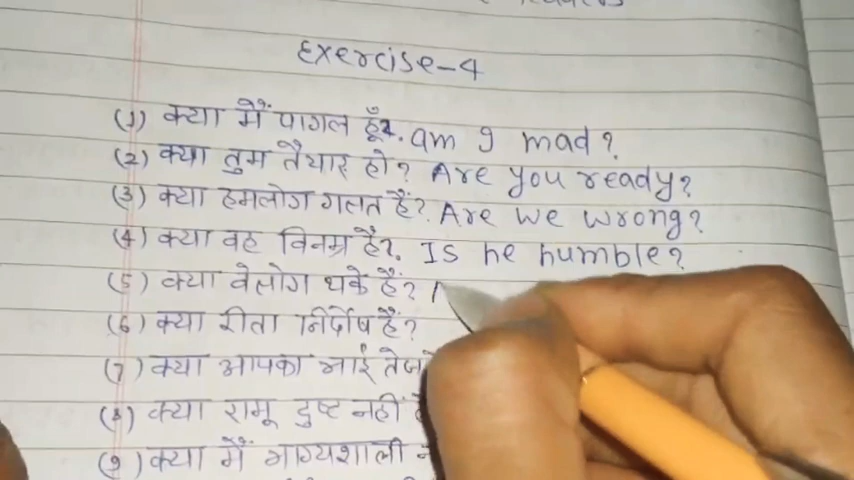 Exercise-4
(1) क्या मैं पागल हूँ?. am I mad?
(2) क्या तुम तैयार हो? Are you ready?
(3) क्या हमलोग गलत हैं?. Are we wrong?
(4) क्या वह विनम्र है?. Is he humble?
(5) क्या वेलोग थके हैं?
(6) क्या रीता निर्दोष हैं?
(7) क्या आपका भाई
(8) क्या रामू दुष्ट नहीं
(9) क्या मैं भाग्यशाली